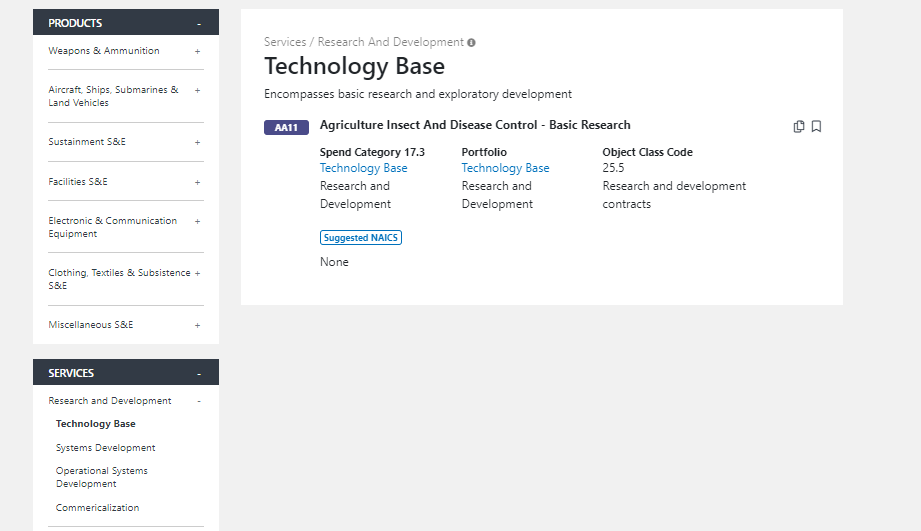 PRODUCTS -
Weapons & Ammunition +
Aircraft, Ships, Submarines & +
Land Vehicles
Sustainment S&E +
Facilities S&E +
Electronic & Communication +
Equipment
Clothing, Textiles & Subsistence +
S&E
Miscellaneous S&E +
SERVICES -
Research and Development -
Technology Base
Systems Development
Operational Systems
Development
Commericalization
Services / Research And Development
Technology Base
Encompasses basic research and exploratory development
AA11 Agriculture Insect And Disease Control - Basic Research
Spend Category 17.3 Portfolio Object Class Code
Technology Base Technology Base 25.5
Research and Research and Research and development
Development Development contracts
Suggested NAICS
None